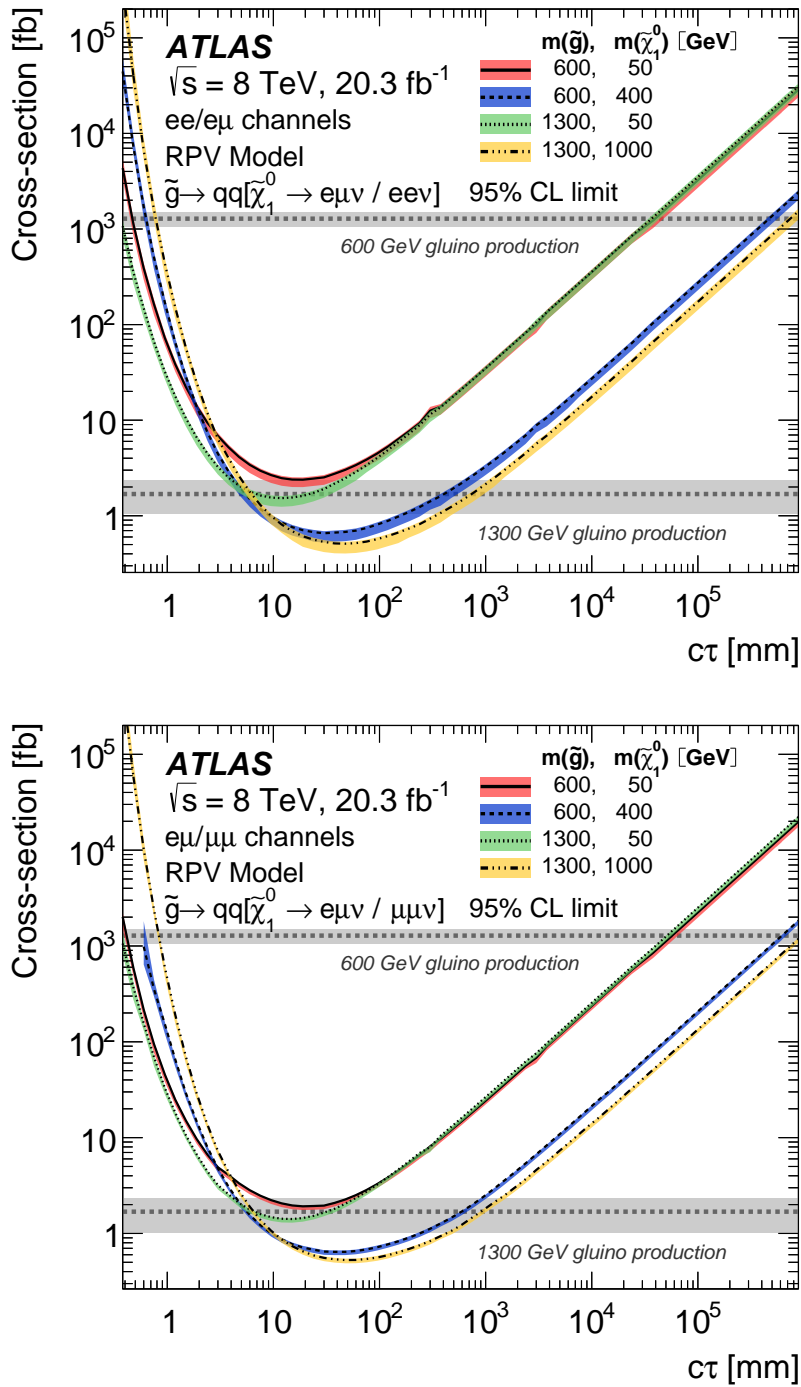 Cross-section [fb]
10⁵
10⁴
10³
10²
10
1
ATLAS
√s = 8 TeV, 20.3 fb⁻¹
ee/eμ channels
RPV Model
g̃→ qq[χ̃₁⁰ → eμν / eeν] 95% CL limit
m(g̃), m(χ̃₁⁰) [GeV]
600, 50
600, 400
1300, 50
1300, 1000
600 GeV gluino production
1300 GeV gluino production
1 10 10² 10³ 10⁴ 10⁵
cτ [mm]
Cross-section [fb]
10⁵
10⁴
10³
10²
10
1
ATLAS
√s = 8 TeV, 20.3 fb⁻¹
eμ/μμ channels
RPV Model
g̃→ qq[χ̃₁⁰ → eμν / μμν] 95% CL limit
m(g̃), m(χ̃₁⁰) [GeV]
600, 50
600, 400
1300, 50
1300, 1000
600 GeV gluino production
1300 GeV gluino production
1 10 10² 10³ 10⁴ 10⁵
cτ [mm]